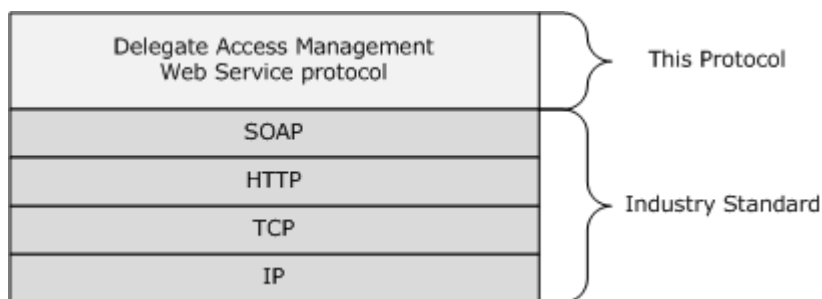 Delegate Access Management
Web Service protocol
This Protocol
SOAP
HTTP
Industry Standard
TCP
IP